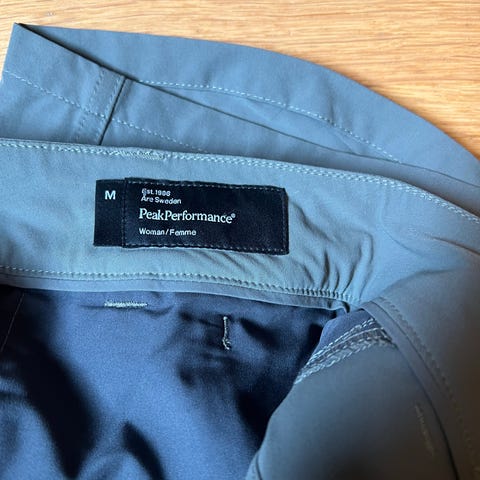 M
Est.1986
Åre Sweden
PeakPerformance®
Woman/Femme